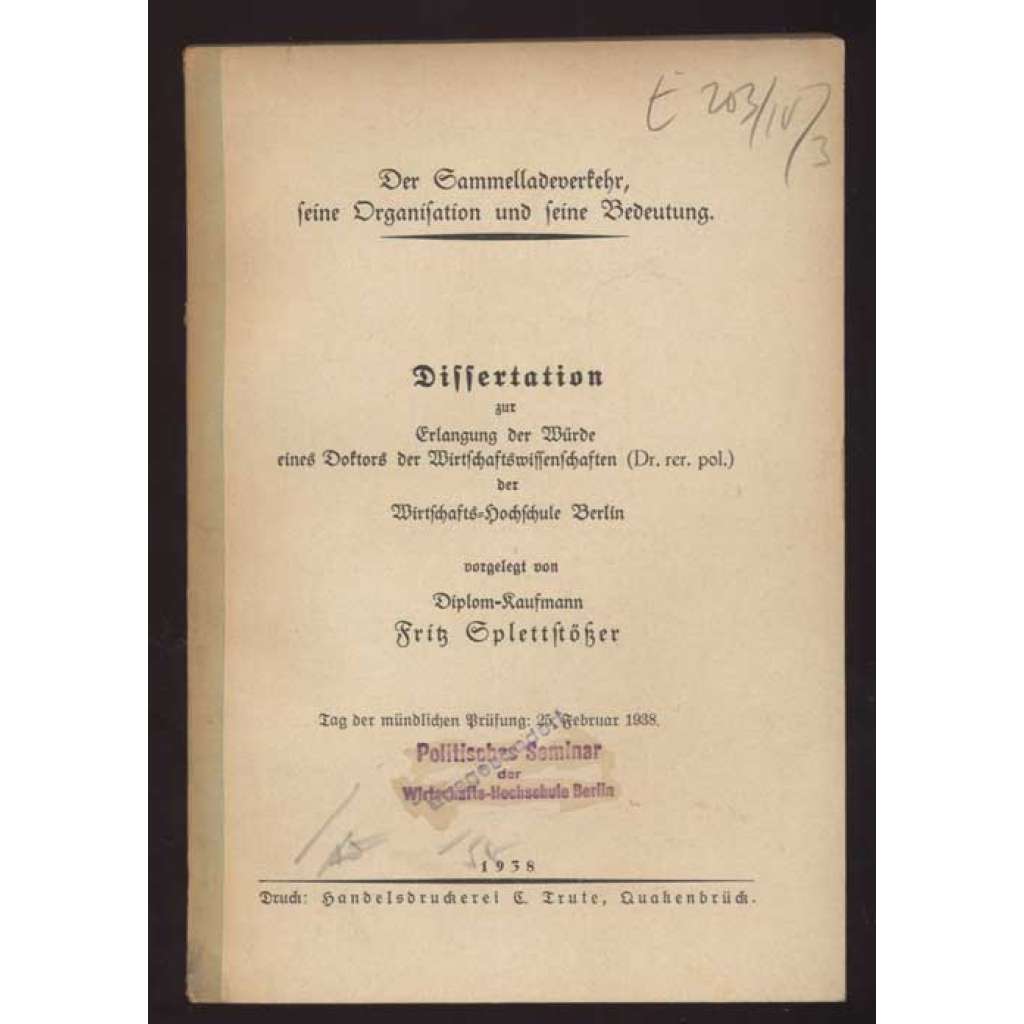 E 203/IV/3
Der Sammelladeverkehr,
seine Organisation und seine Bedeutung.
Dissertation
zur
Erlangung der Würde
eines Doktors der Wirtschaftswissenschaften (Dr. rer. pol.)
der
Wirtschafts-Hochschule Berlin
vorgelegt von
Diplom-Kaufmann
Fritz Splettstößer
Tag der mündlichen Prüfung: 25. Februar 1938.
Politisches Seminar
der
Wirtschafts-Hochschule Berlin
1938
Druck: Handelsdruckerei C. Trute, Quakenbrück.